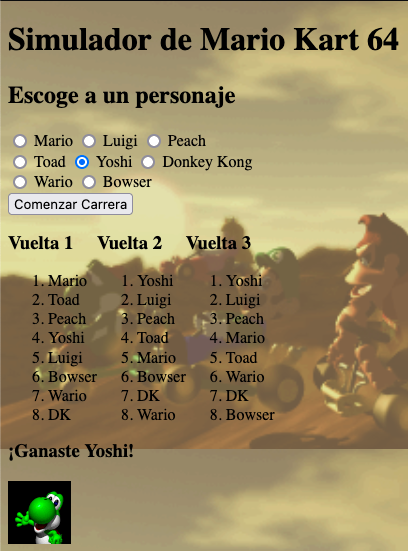 Simulador de Mario Kart 64
Escoge a un personaje
Mario Luigi Peach
Toad Yoshi Donkey Kong
Wario Bowser
Comenzar Carrera
Vuelta 1 Vuelta 2 Vuelta 3
1. Mario 1. Yoshi 1. Yoshi
2. Toad 2. Luigi 2. Luigi
3. Peach 3. Peach 3. Peach
4. Yoshi 4. Toad 4. Mario
5. Luigi 5. Mario 5. Toad
6. Bowser 6. Bowser 6. Wario
7. Wario 7. DK 7. DK
8. DK 8. Wario 8. Bowser
¡Ganaste Yoshi!